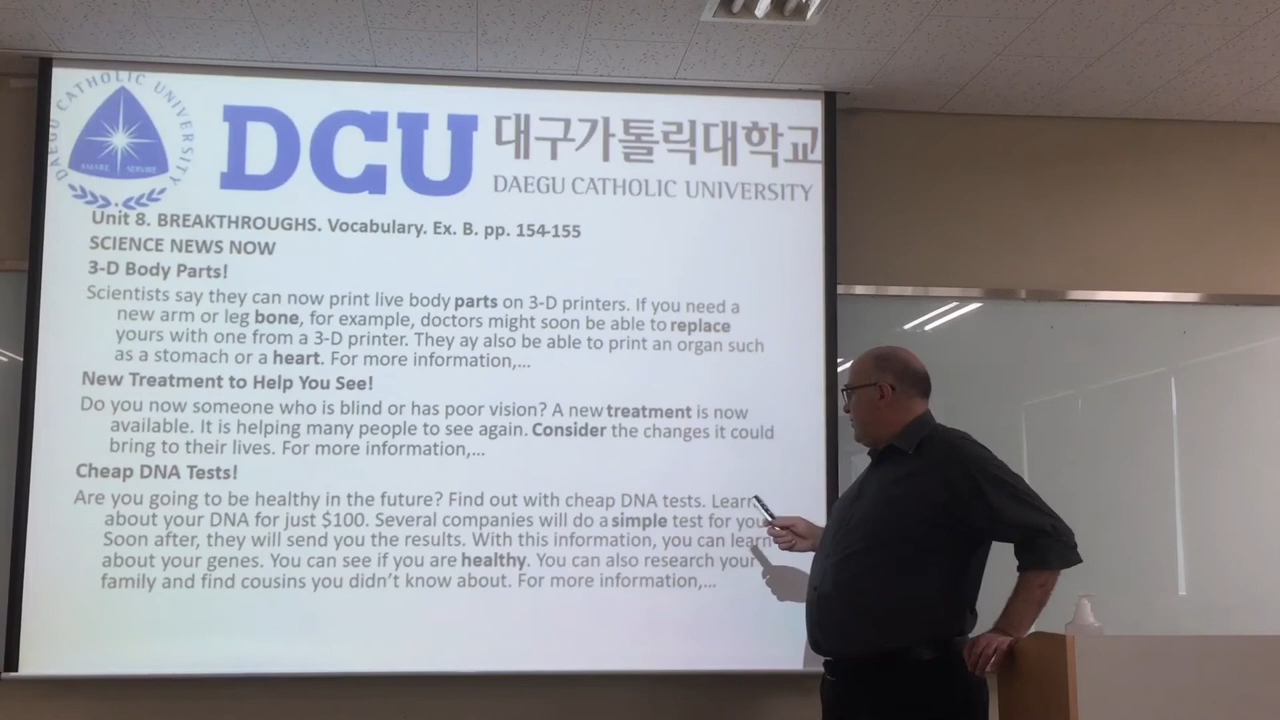 DAEGU CATHOLIC UNIVERSITY
AMARE SERVIRE
DCU 대구가톨릭대학교
DAEGU CATHOLIC UNIVERSITY
Unit 8. BREAKTHROUGHS. Vocabulary. Ex. B. pp. 154-155
SCIENCE NEWS NOW
3-D Body Parts!
Scientists say they can now print live body parts on 3-D printers. If you need a
new arm or leg bone, for example, doctors might soon be able to replace
yours with one from a 3-D printer. They ay also be able to print an organ such
as a stomach or a heart. For more information,...
New Treatment to Help You See!
Do you now someone who is blind or has poor vision? A new treatment is now
available. It is helping many people to see again. Consider the changes it could
bring to their lives. For more information,...
Cheap DNA Tests!
Are you going to be healthy in the future? Find out with cheap DNA tests. Learn
about your DNA for just $100. Several companies will do a simple test for you
Soon after, they will send you the results. With this information, you can learn
about your genes. You can see if you are healthy. You can also research your
family and find cousins you didn't know about. For more information,...